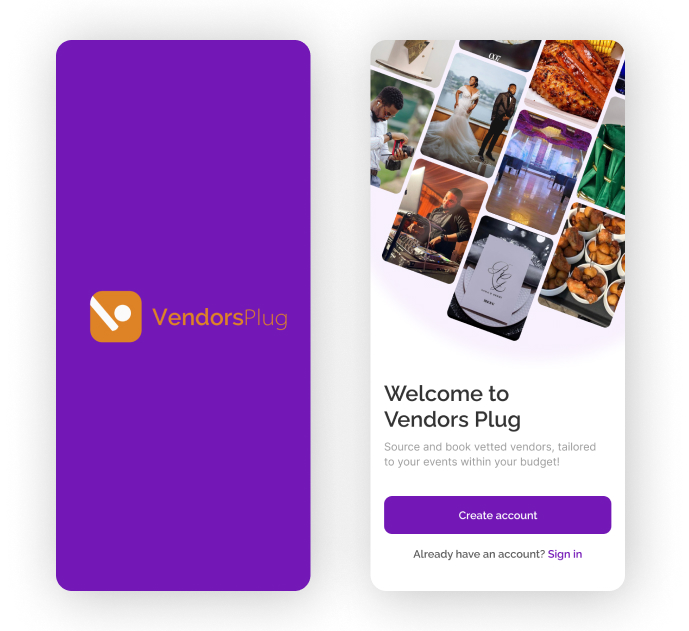 VendorsPlug
Welcome to
Vendors Plug
Source and book vetted vendors, tailored
to your events within your budget!
Create account
Already have an account? Sign in